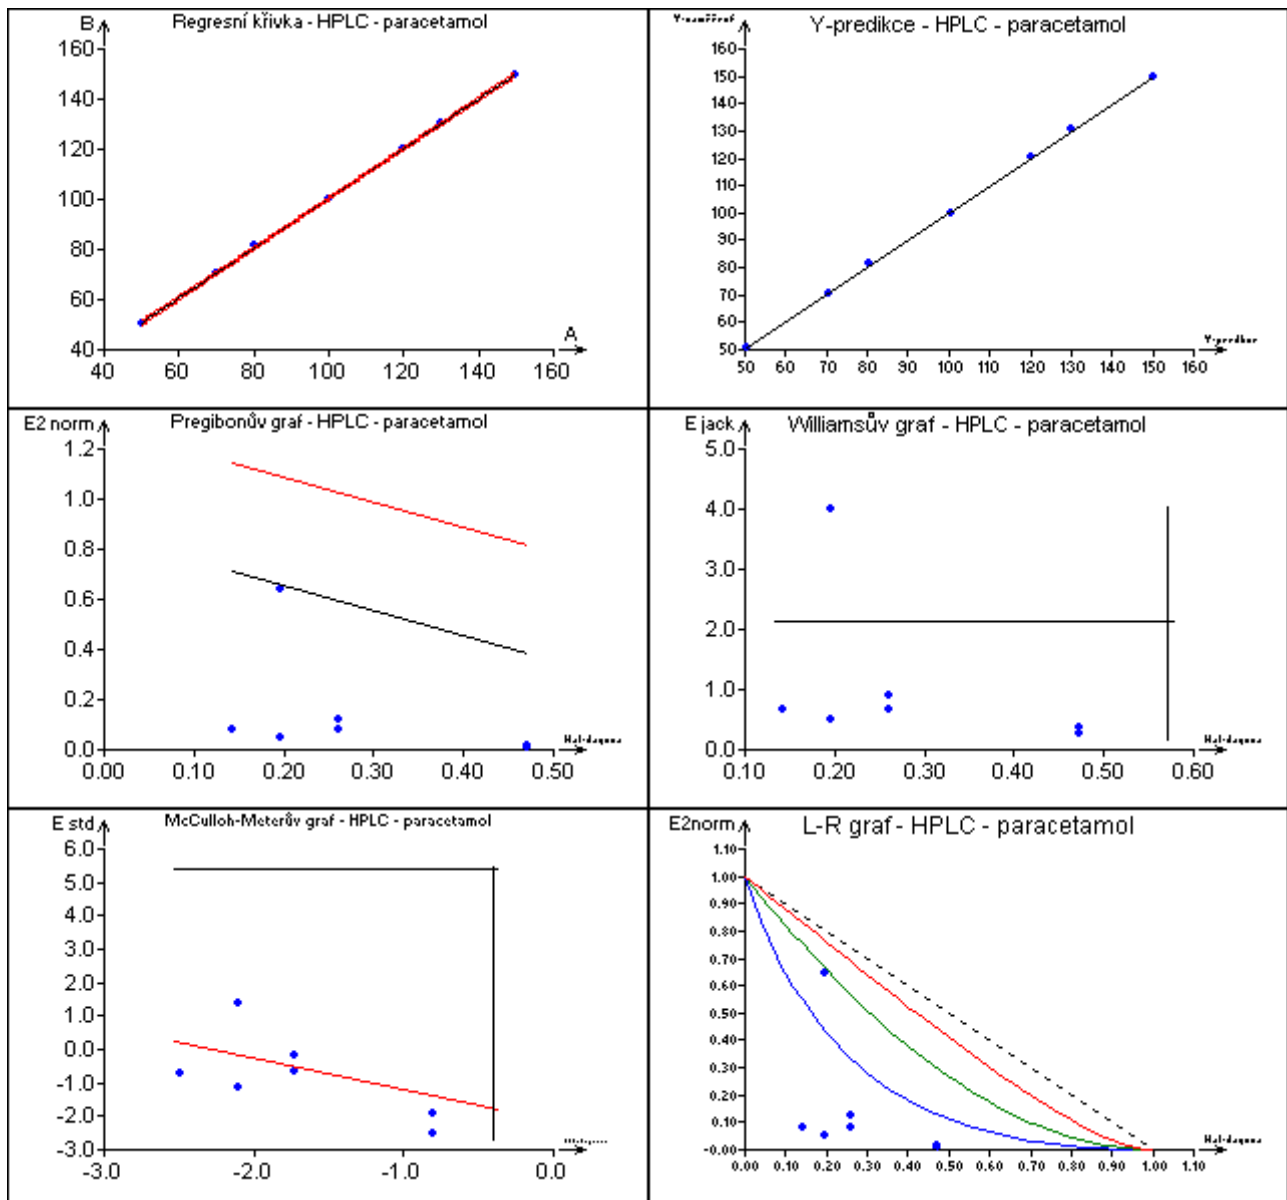 B
Regresní křivka - HPLC - paracetamol
160
140
120
100
80
60
40
A
40 60 80 100 120 140 160
Y-predikce - HPLC - paracetamol
160
150
140
130
120
110
100
90
80
70
60
50
Y-predikce
50 60 70 80 90 100 110 120 130 140 150 160
E2 norm
Pregibonův graf - HPLC - paracetamol
1.2
1.0
0.8
0.6
0.4
0.2
0.0
0.00 0.10 0.20 0.30 0.40 0.50
E jack
Williamsův graf - HPLC - paracetamol
5.0
4.0
3.0
2.0
1.0
0.0
0.10 0.20 0.30 0.40 0.50 0.60
E std
McCulloh-Meterův graf - HPLC - paracetamol
6.0
5.0
4.0
3.0
2.0
1.0
0.0
-1.0
-2.0
-3.0
-3.0 -2.0 -1.0 0.0
E2norm
L-R graf - HPLC - paracetamol
1.10
1.00
0.90
0.80
0.70
0.60
0.50
0.40
0.30
0.20
0.10
-0.00
0.00 0.10 0.20 0.30 0.40 0.50 0.60 0.70 0.80 0.90 1.00 1.10